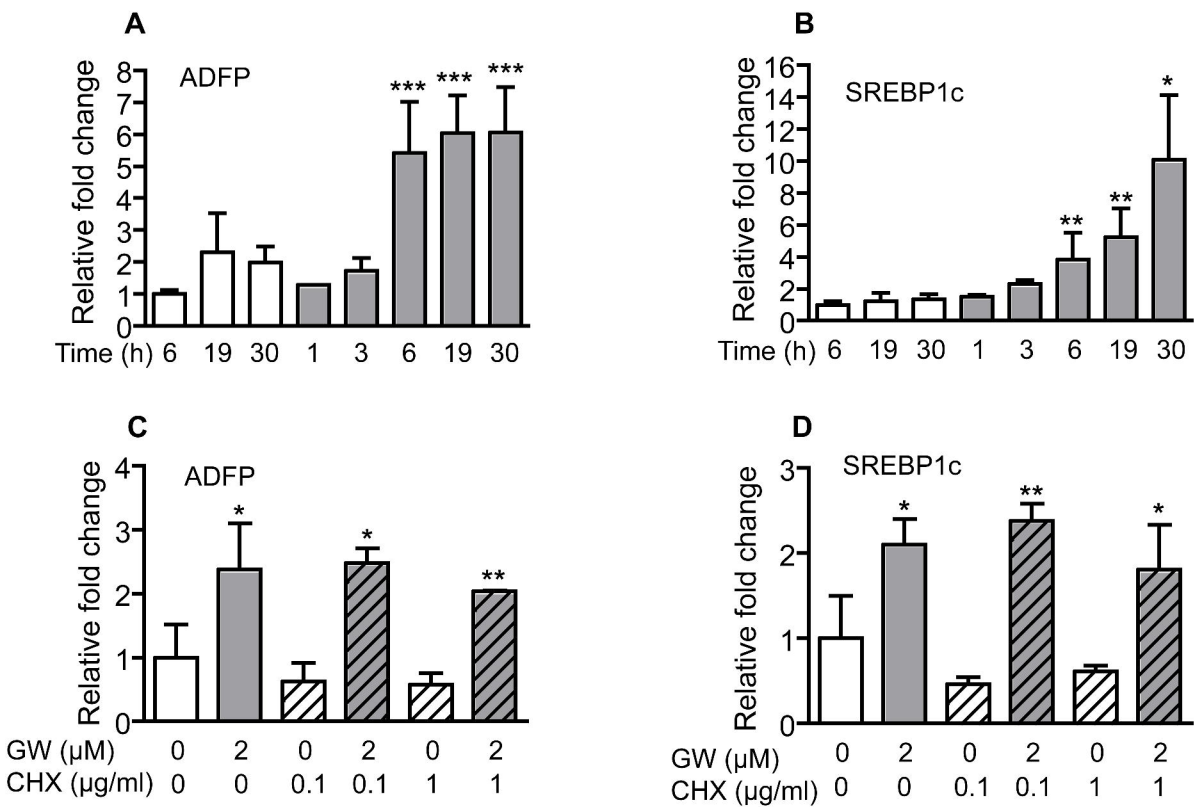 A
ADFP
Relative fold change
8
7
6
5
4
3
2
1
0
*** *** ***
Time (h) 6 19 30 1 3 6 19 30
B
SREBP1c
Relative fold change
16
14
12
10
8
6
4
2
0
** ** *
Time (h) 6 19 30 1 3 6 19 30
C
ADFP
Relative fold change
4
3
2
1
0
* * **
GW (µM) 0 2 0 2 0 2
CHX (µg/ml) 0 0 0.1 0.1 1 1
D
SREBP1c
Relative fold change
3
2
1
0
* ** *
GW (µM) 0 2 0 2 0 2
CHX (µg/ml) 0 0 0.1 0.1 1 1